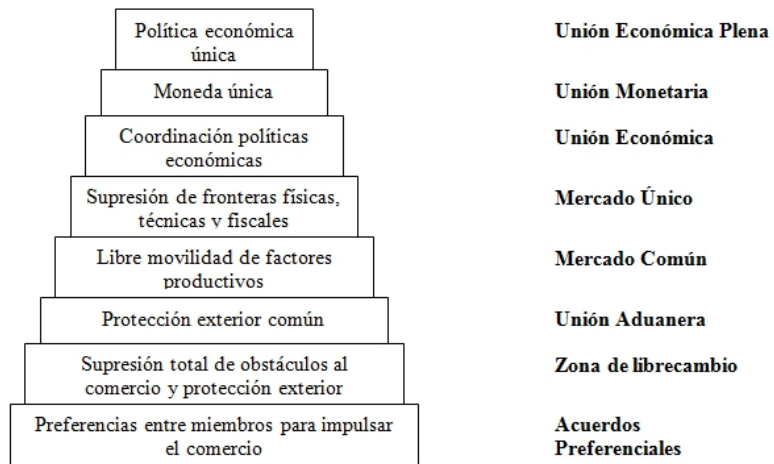 Política económica
única
Unión Económica Plena
Moneda única
Unión Monetaria
Coordinación políticas
económicas
Unión Económica
Supresión de fronteras físicas,
técnicas y fiscales
Mercado Único
Libre movilidad de factores
productivos
Mercado Común
Protección exterior común
Unión Aduanera
Supresión total de obstáculos al
comercio y protección exterior
Zona de librecambio
Preferencias entre miembros para impulsar
el comercio
Acuerdos
Preferenciales